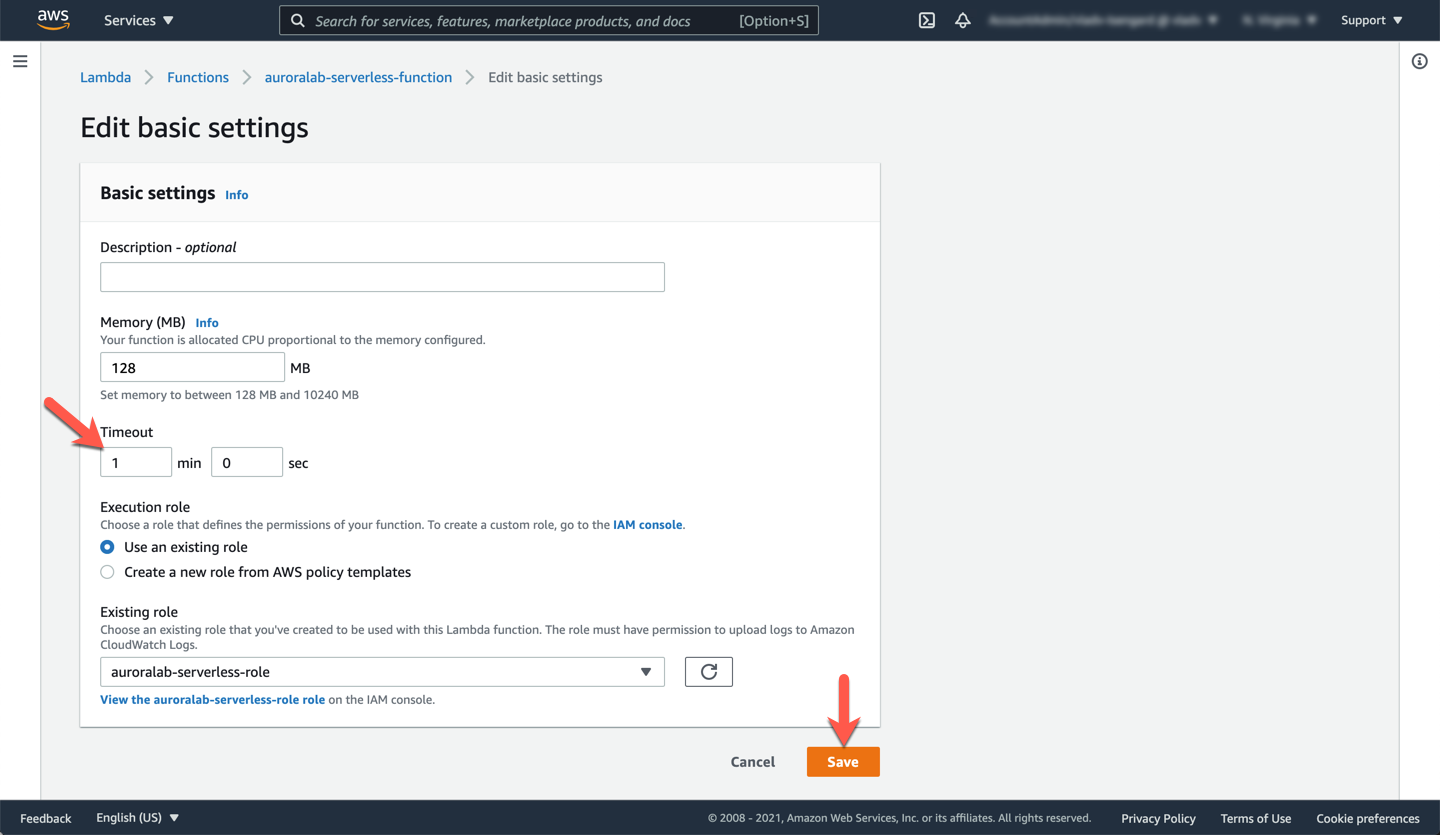 aws Services Search for services, features, marketplace products, and docs [Option+S] Support
Lambda Functions auroralab-serverless-function Edit basic settings
Edit basic settings
Basic settings Info
Description - optional
Memory (MB) Info
Your function is allocated CPU proportional to the memory configured.
128 MB
Set memory to between 128 MB and 10240 MB
Timeout
1 min 0 sec
Execution role
Choose a role that defines the permissions of your function. To create a custom role, go to the IAM console.
Use an existing role
Create a new role from AWS policy templates
Existing role
Choose an existing role that you've created to be used with this Lambda function. The role must have permission to upload logs to Amazon
CloudWatch Logs.
auroralab-serverless-role
View the auroralab-serverless-role role on the IAM console.
Cancel Save
Feedback English (US) © 2008 - 2021, Amazon Web Services, Inc. or its affiliates. All rights reserved. Privacy Policy Terms of Use Cookie preferences